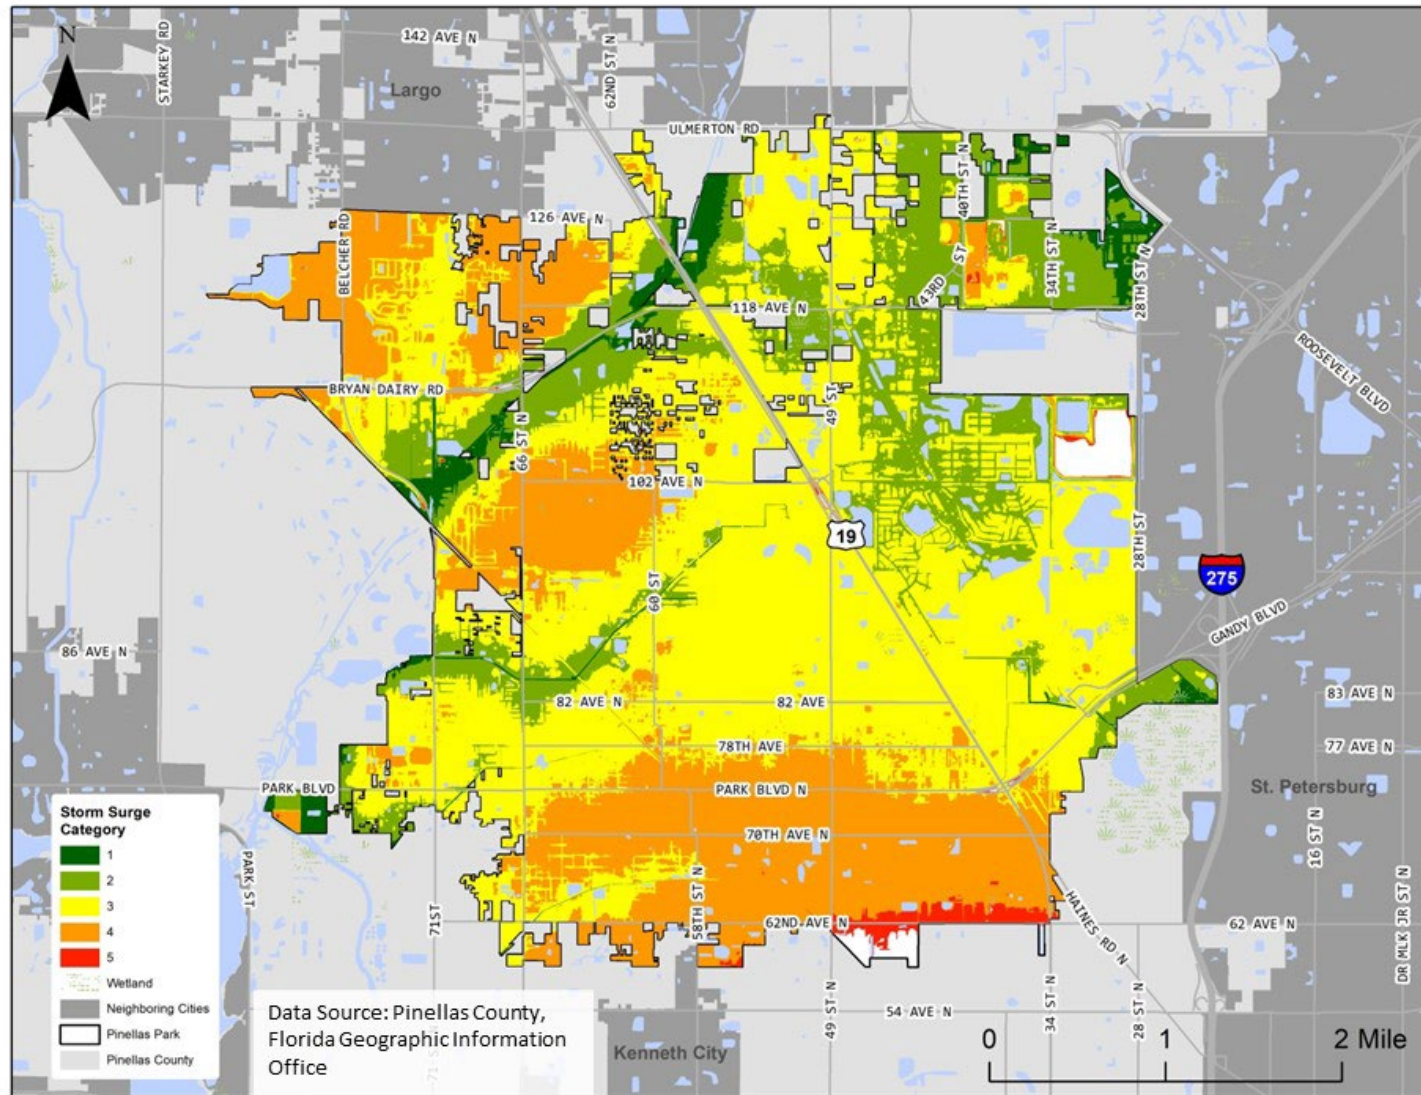 N
STARKEY RD
142 AVE N
62ND ST N
Largo
ULMERTON RD
40TH ST N
126 AVE N
BELCHER RD
43RD
ST
34TH ST N
28TH ST N
118 AVE N
ROOSEVELT BLVD
BRYAN DAIRY RD
66 ST N
49 ST
102 AVE N
19
28TH ST
275
60 ST
GANDY BLVD
86 AVE N
82 AVE N
82 AVE
83 AVE N
78TH AVE
77 AVE N
PARK BLVD
PARK BLVD N
St. Petersburg
70TH AVE N
16 ST N
PARK ST
71ST
58TH ST N
62ND AVE N
HAINES RD N
62 AVE N
DR MLK JR ST N
Storm Surge
Category
1
2
3
4
5
Wetland
Neighboring Cities
Pinellas Park
Pinellas County
Data Source: Pinellas County,
Florida Geographic Information
Office
71 ST N
Kenneth City
49 ST N
54 AVE N
34 ST N
28 ST N
0 1 2 Mile